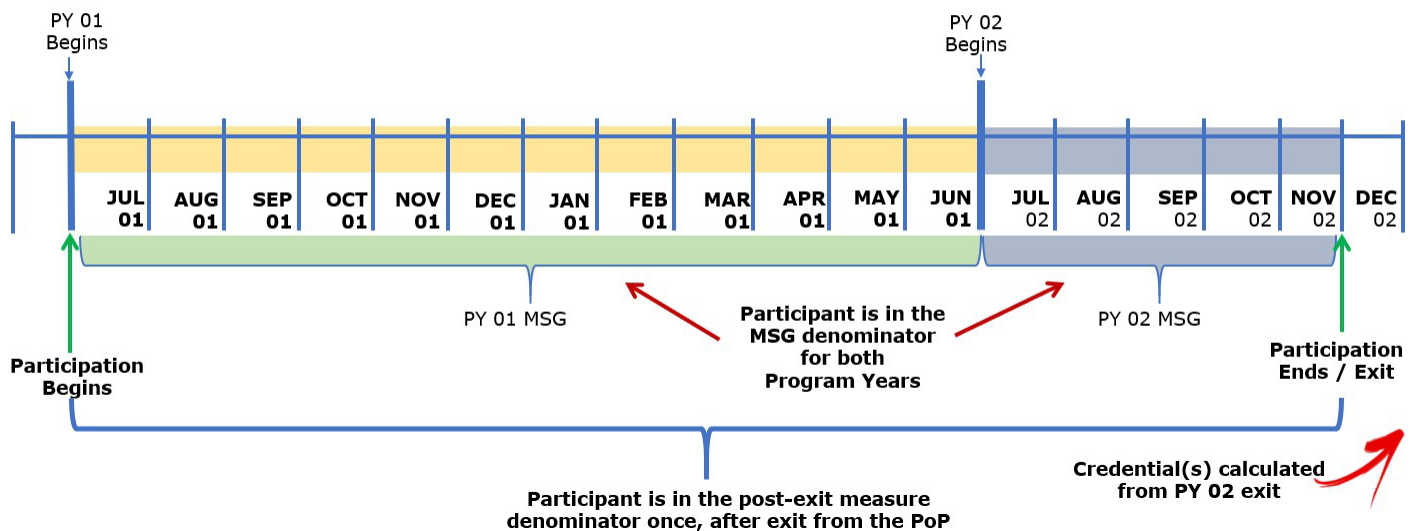 PY 01
Begins
PY 02
Begins
JUL AUG SEP OCT NOV DEC JAN FEB MAR APR MAY JUN JUL AUG SEP OCT NOV DEC
01 01 01 01 01 01 01 01 01 01 01 01 02 02 02 02 02 02
PY 01 MSG
Participant is in the
MSG denominator
for both
Program Years
PY 02 MSG
Participation
Begins
Participation
Ends / Exit
Credential(s) calculated
from PY 02 exit
Participant is in the post-exit measure
denominator once, after exit from the PoP